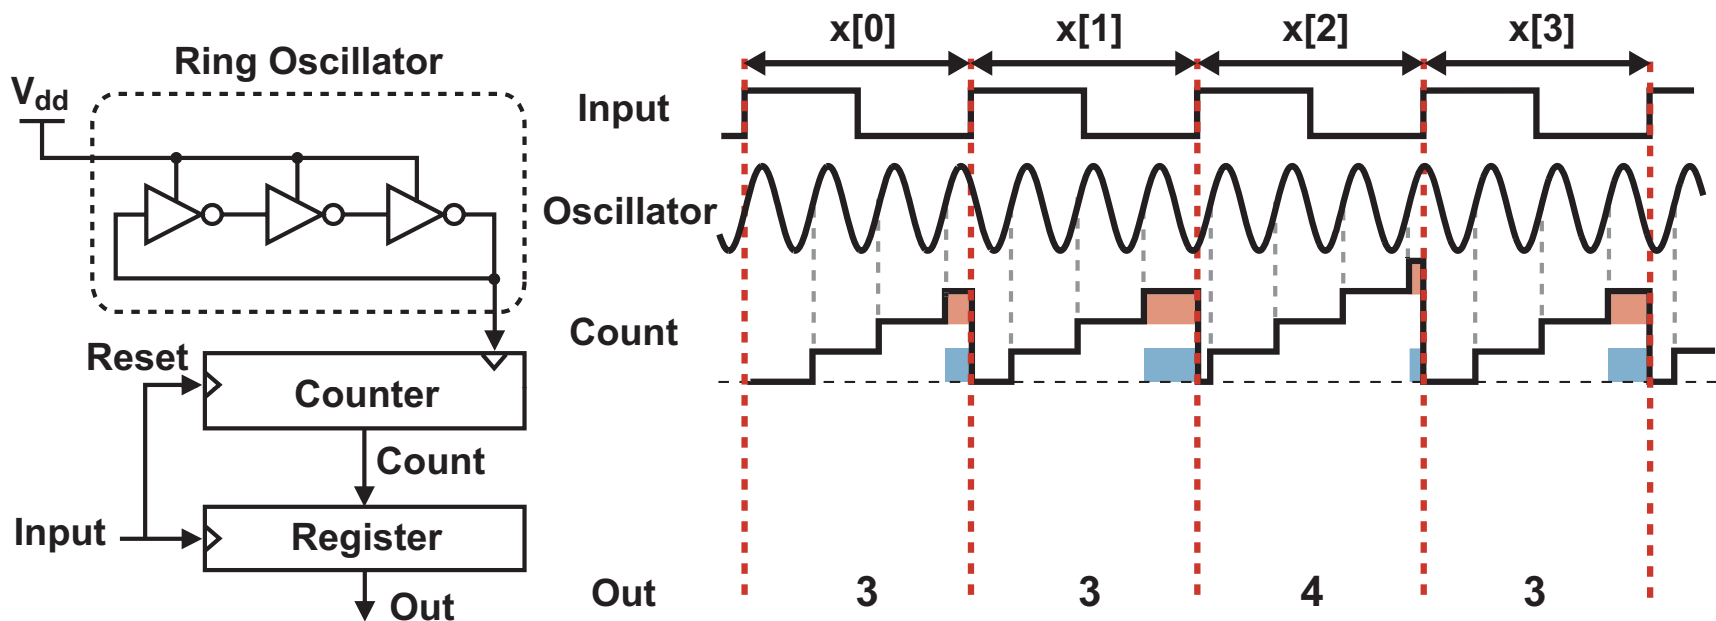 Ring Oscillator
Vdd
Reset
Counter
Count
Input
Register
Out
x[0] x[1] x[2] x[3]
Input
Oscillator
Count
Out 3 3 4 3